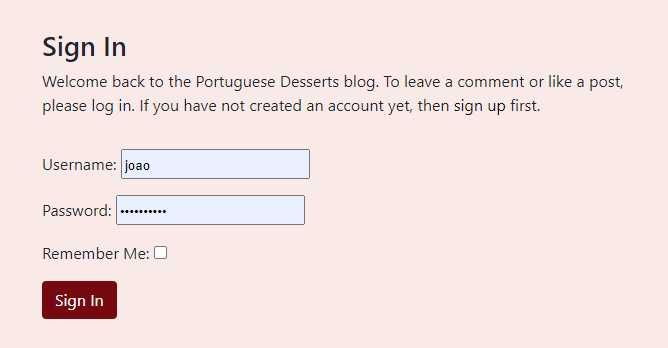 Sign In
Welcome back to the Portuguese Desserts blog. To leave a comment or like a post,
please log in. If you have not created an account yet, then sign up first.
Username: joao
Password: ••••••••••
Remember Me:
Sign In